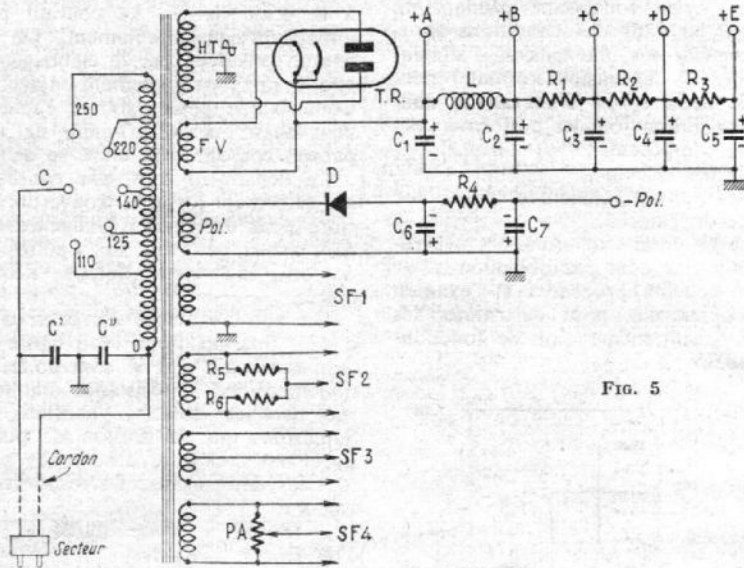 +A +B +C +D +E
HTA
T.R.
L R1 R2 R3
250
F.V
C1 C2 C3 C4 C5
220
C
D
R4
-Pol.
140
Pol.
125
C6 C7
110
SF1
C' C"
0
R5
SF2
R6
FIG. 5
Cordon
SF3
PA
SF4
Secteur